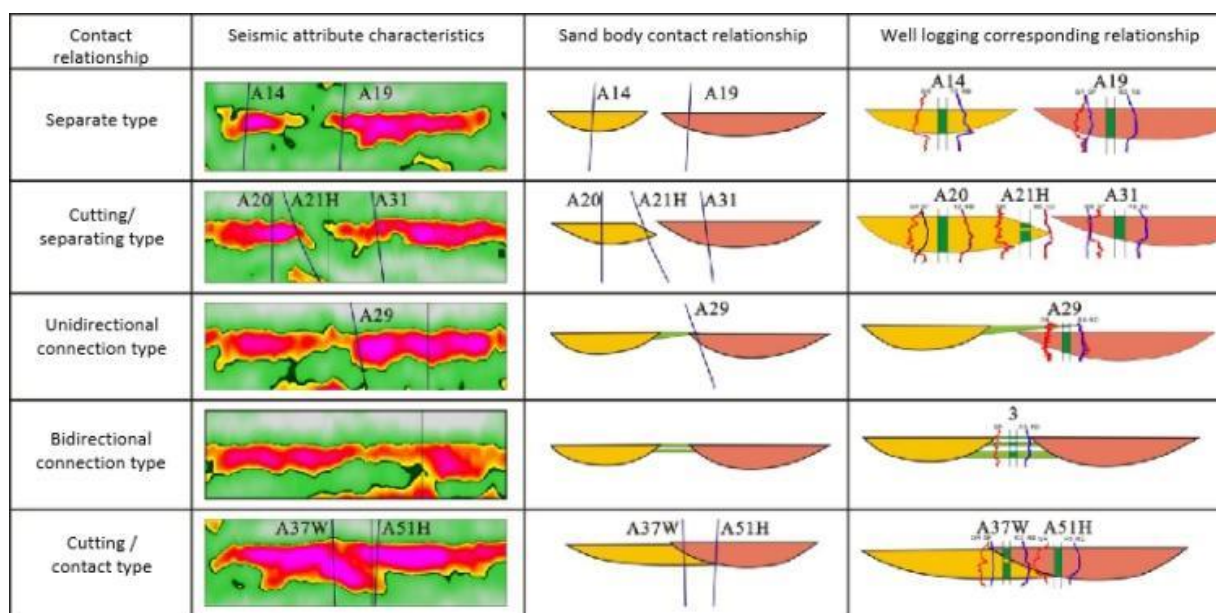 Contact relationship
Seismic attribute characteristics
Sand body contact relationship
Well logging corresponding relationship
Separate type
A14 A19
A14 A19
A14 A19
Cutting/ separating type
A20 A21H A31
A20 A21H A31
A20 A21H A31
Unidirectional connection type
A29
A29
A29
Bidirectional connection type
3
Cutting / contact type
A37W A51H
A37W A51H
A37W A51H